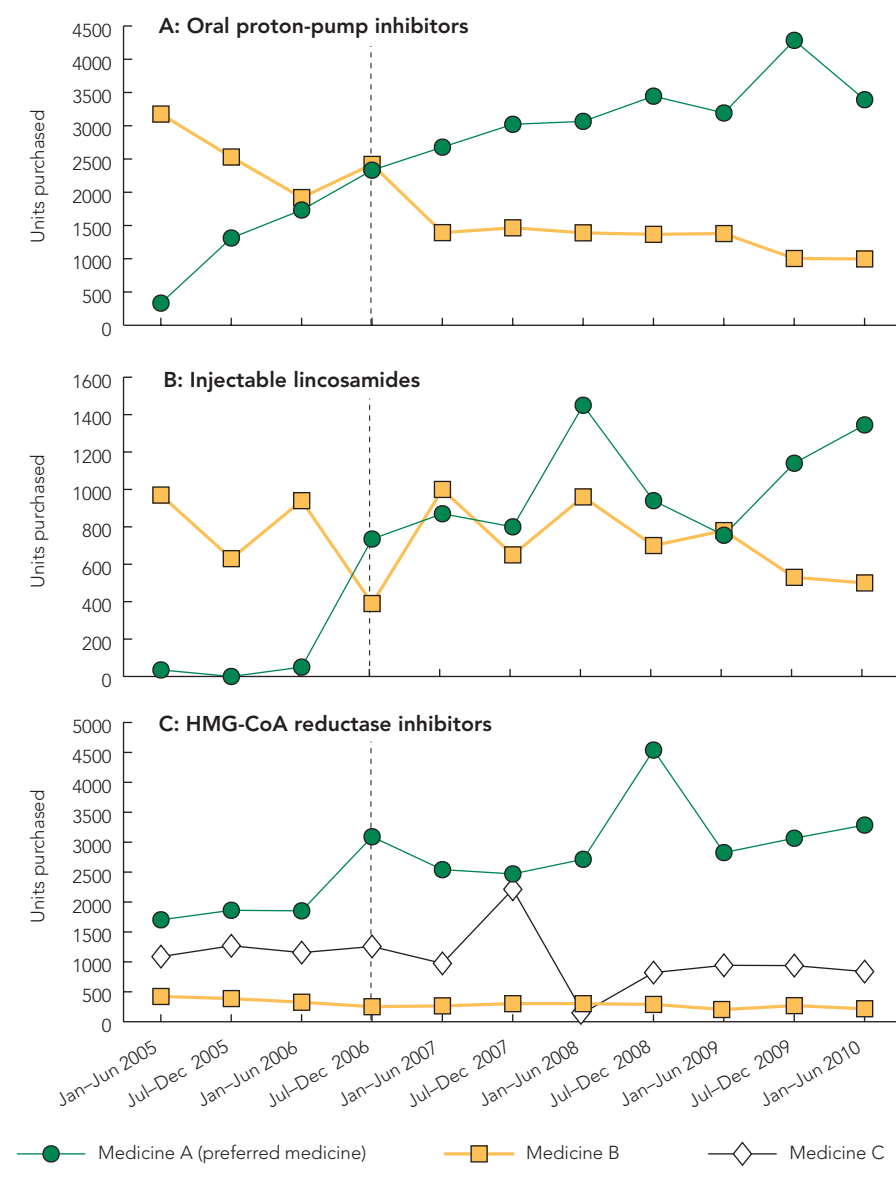 A: Oral proton-pump inhibitors
4500
4000
3500
3000
2500
2000
1500
1000
500
0
Units purchased
B: Injectable lincosamides
1600
1400
1200
1000
800
600
400
200
0
Units purchased
C: HMG-CoA reductase inhibitors
5000
4500
4000
3500
3000
2500
2000
1500
1000
500
0
Units purchased
Jan–Jun 2005
Jul–Dec 2005
Jan–Jun 2006
Jul–Dec 2006
Jan–Jun 2007
Jul–Dec 2007
Jan–Jun 2008
Jul–Dec 2008
Jan–Jun 2009
Jul–Dec 2009
Jan–Jun 2010
Medicine A (preferred medicine)
Medicine B
Medicine C